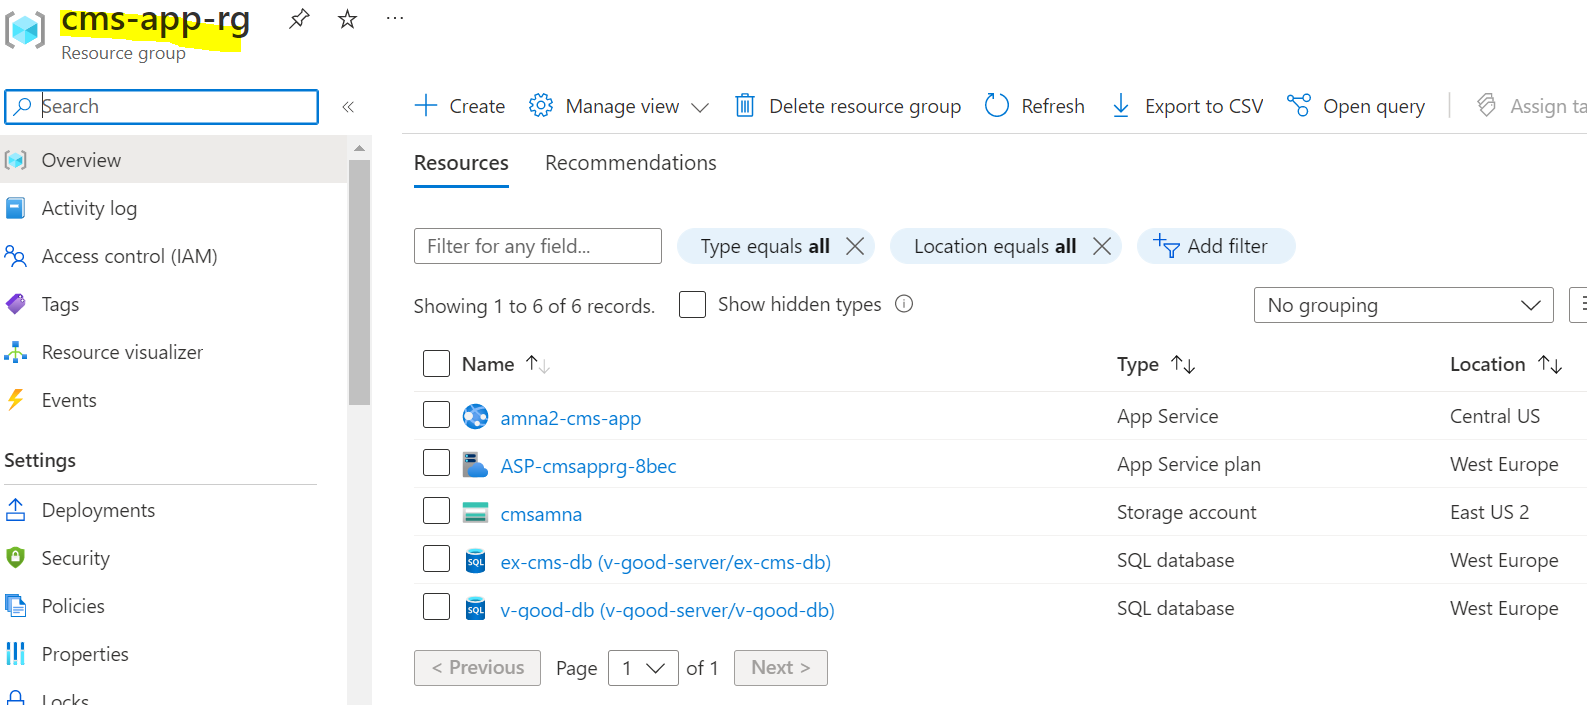 cms-app-rg
Resource group
Search
Overview
Activity log
Access control (IAM)
Tags
Resource visualizer
Events
Settings
Deployments
Security
Policies
Properties
Locks
Create
Manage view
Delete resource group
Refresh
Export to CSV
Open query
Assign ta
Resources
Recommendations
Filter for any field...
Type equals all
Location equals all
Add filter
Showing 1 to 6 of 6 records.
Show hidden types
No grouping
Name Type Location
amna2-cms-app App Service Central US
ASP-cmsapprg-8bec App Service plan West Europe
cmsamna Storage account East US 2
SQL ex-cms-db (v-good-server/ex-cms-db) SQL database West Europe
SQL v-good-db (v-good-server/v-good-db) SQL database West Europe
< Previous Page 1 of 1 Next >